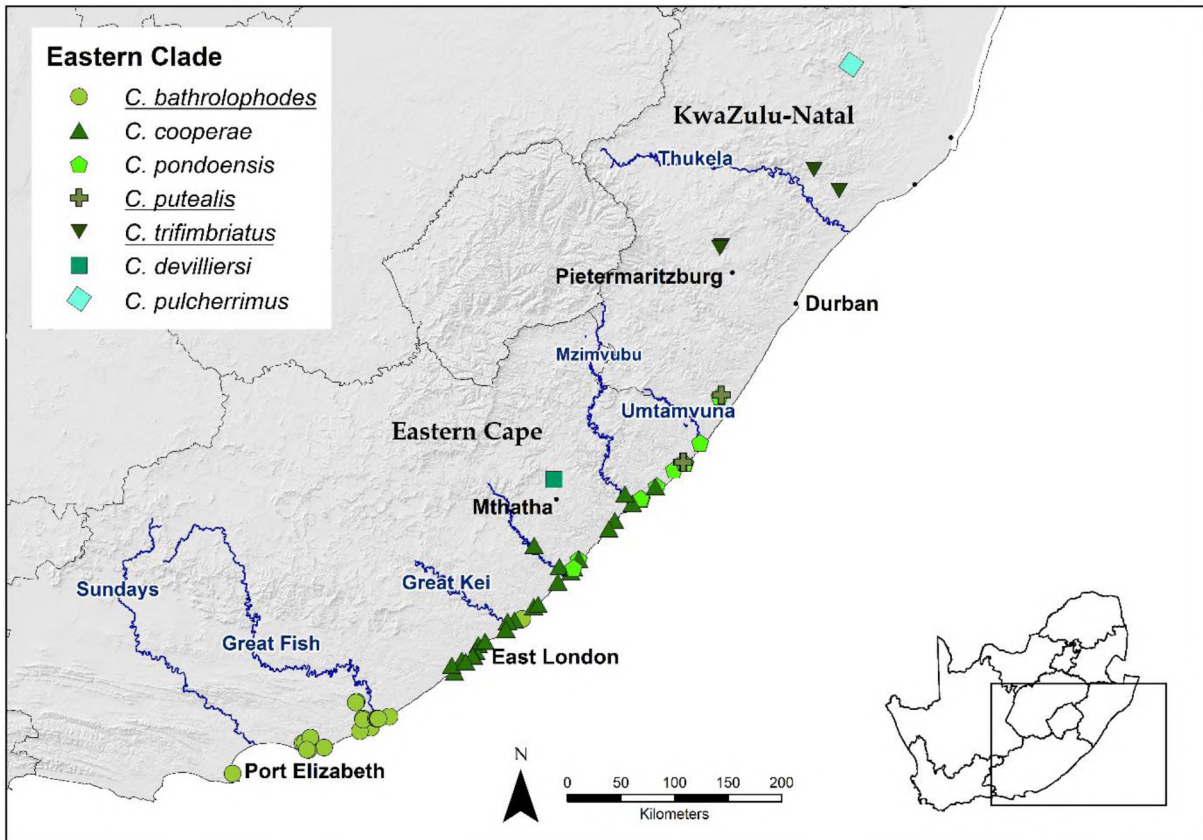 Eastern Clade
C. bathrolophodes
C. cooperae
C. pondoensis
C. putealis
C. trifimbriatus
C. devilliersi
C. pulcherrimus
KwaZulu-Natal
Thukela
Pietermaritzburg
Durban
Mzimvubu
Umtamvuna
Eastern Cape
Mthatha
Sundays
Great Kei
Great Fish
East London
Port Elizabeth
N
0 50 100 150 200
Kilometers